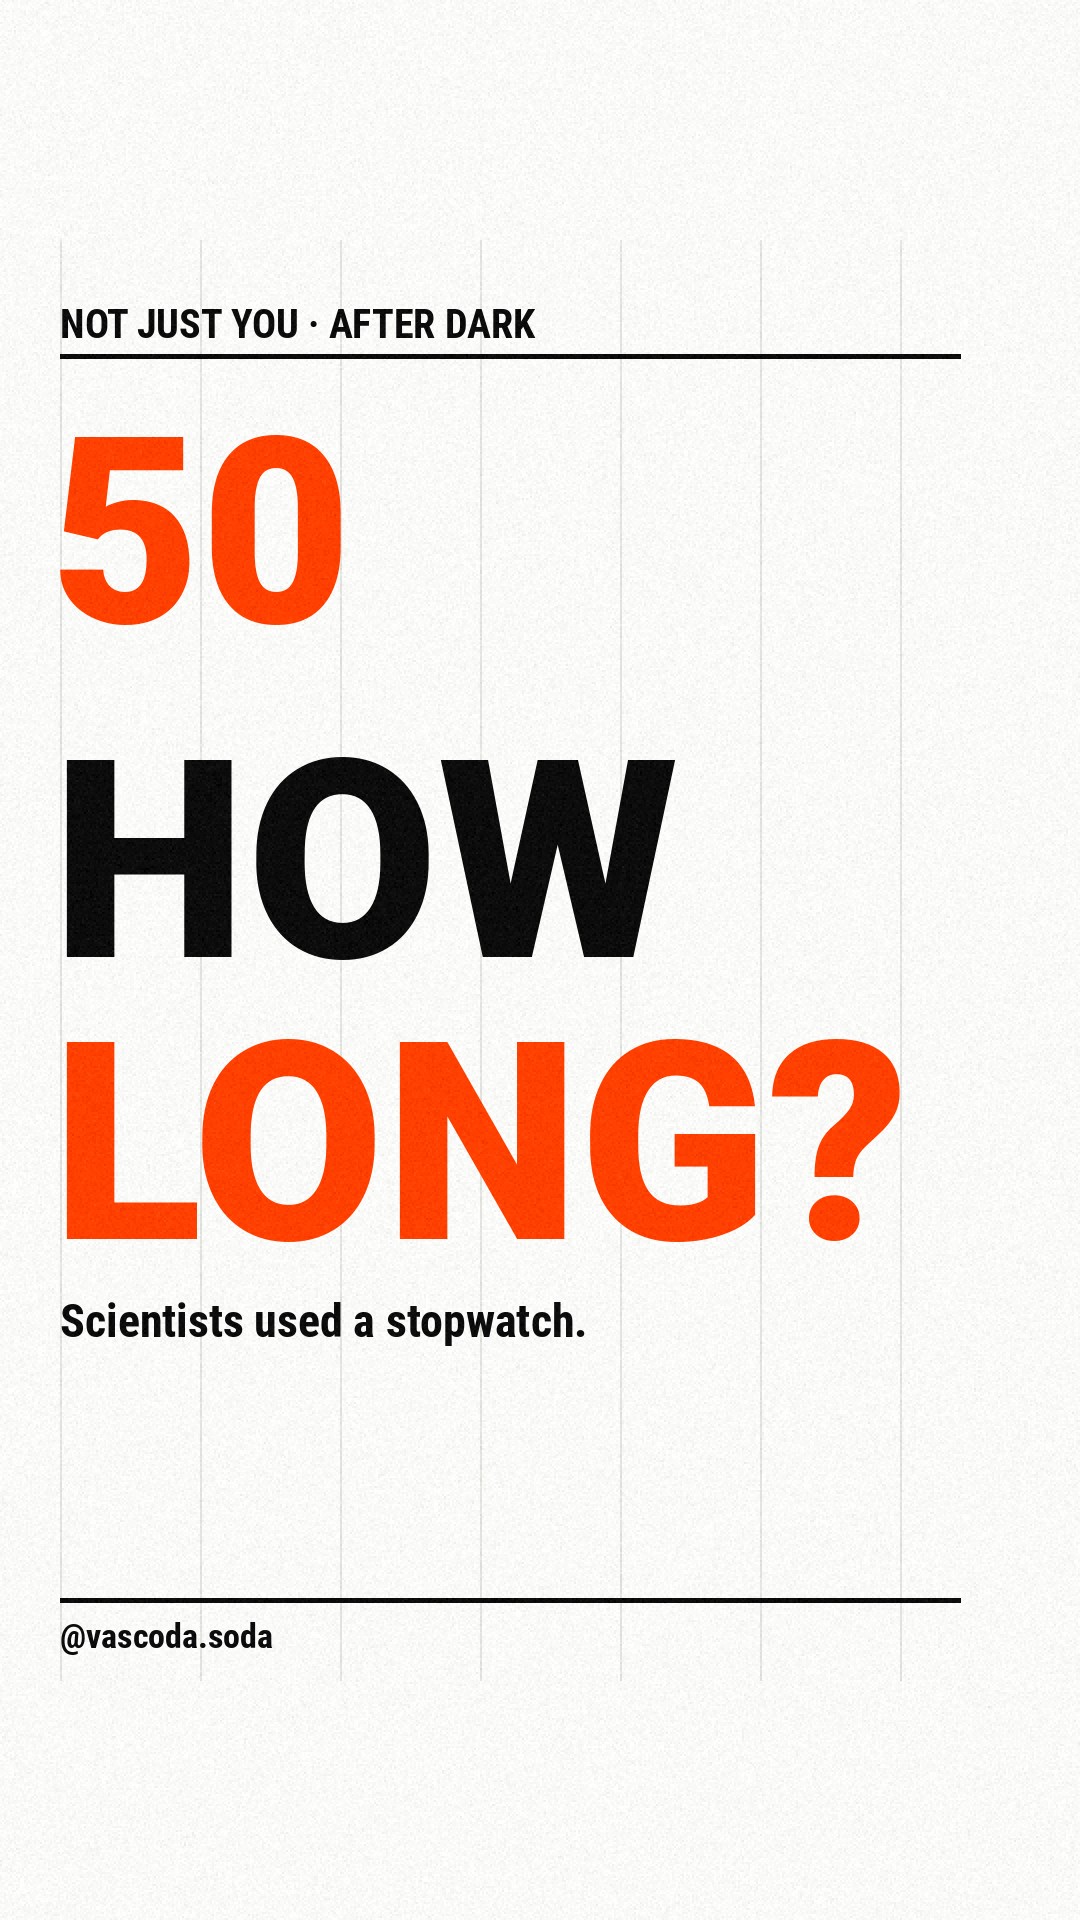 NOT JUST YOU · AFTER DARK
50
HOW
LONG?
Scientists used a stopwatch.
@vascoda.soda